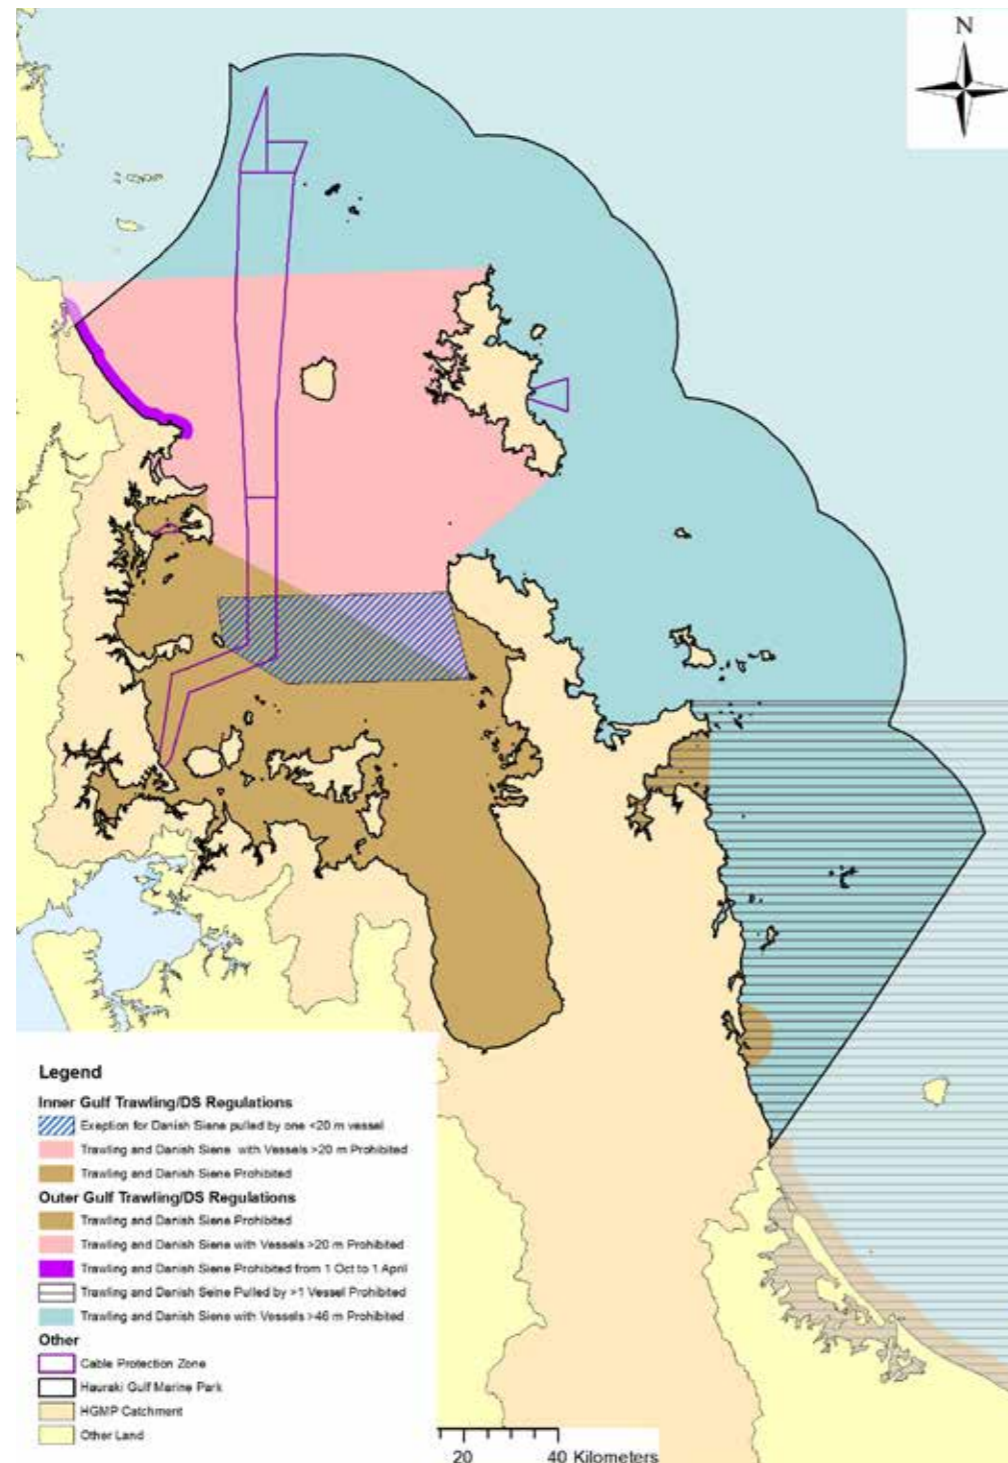 N
Legend
Inner Gulf Trawling/DS Regulations
Exeption for Danish Siene pulled by one <20 m vessel
Trawling and Danish Siene with Vessels >20 m Prohibited
Trawling and Danish Siene Prohibited
Outer Gulf Trawling/DS Regulations
Trawling and Danish Siene Prohibited
Trawling and Danish Siene with Vessels >20 m Prohibited
Trawling and Danish Siene Prohibited from 1 Oct to 1 April
Trawling and Danish Seine Pulled by >1 Vessel Prohibited
Trawling and Danish Siene with Vessels >46 m Prohibited
Other
Cable Protection Zone
Hauraki Gulf Marine Park
HGMP Catchment
Other Land
20 40 Kilometers